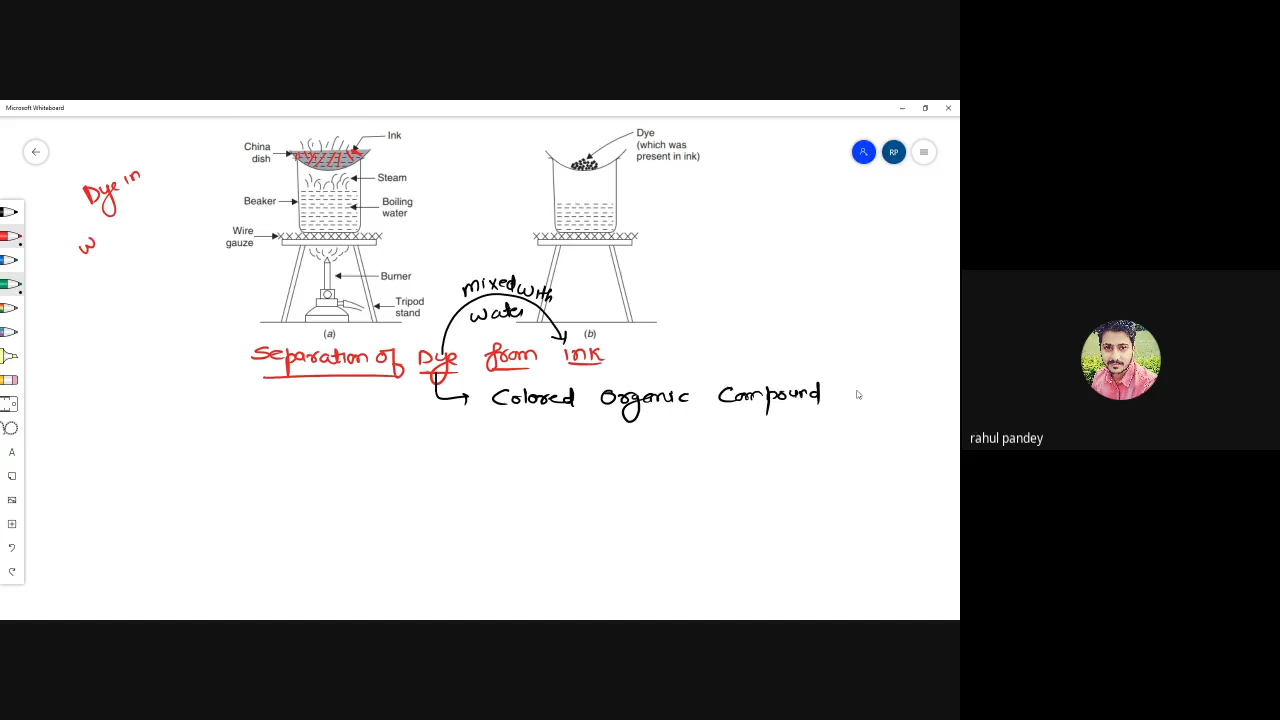 Microsoft Whiteboard
Ink
China
dish
Steam
Beaker
Boiling
water
Wire
gauze
Burner
Tripod
stand
(a)
Dye
(which was
present in ink)
(b)
RP
Dye in
w
mixed with
water
Separation of Dye from Ink
Colored Organic Compound
A
rahul pandey